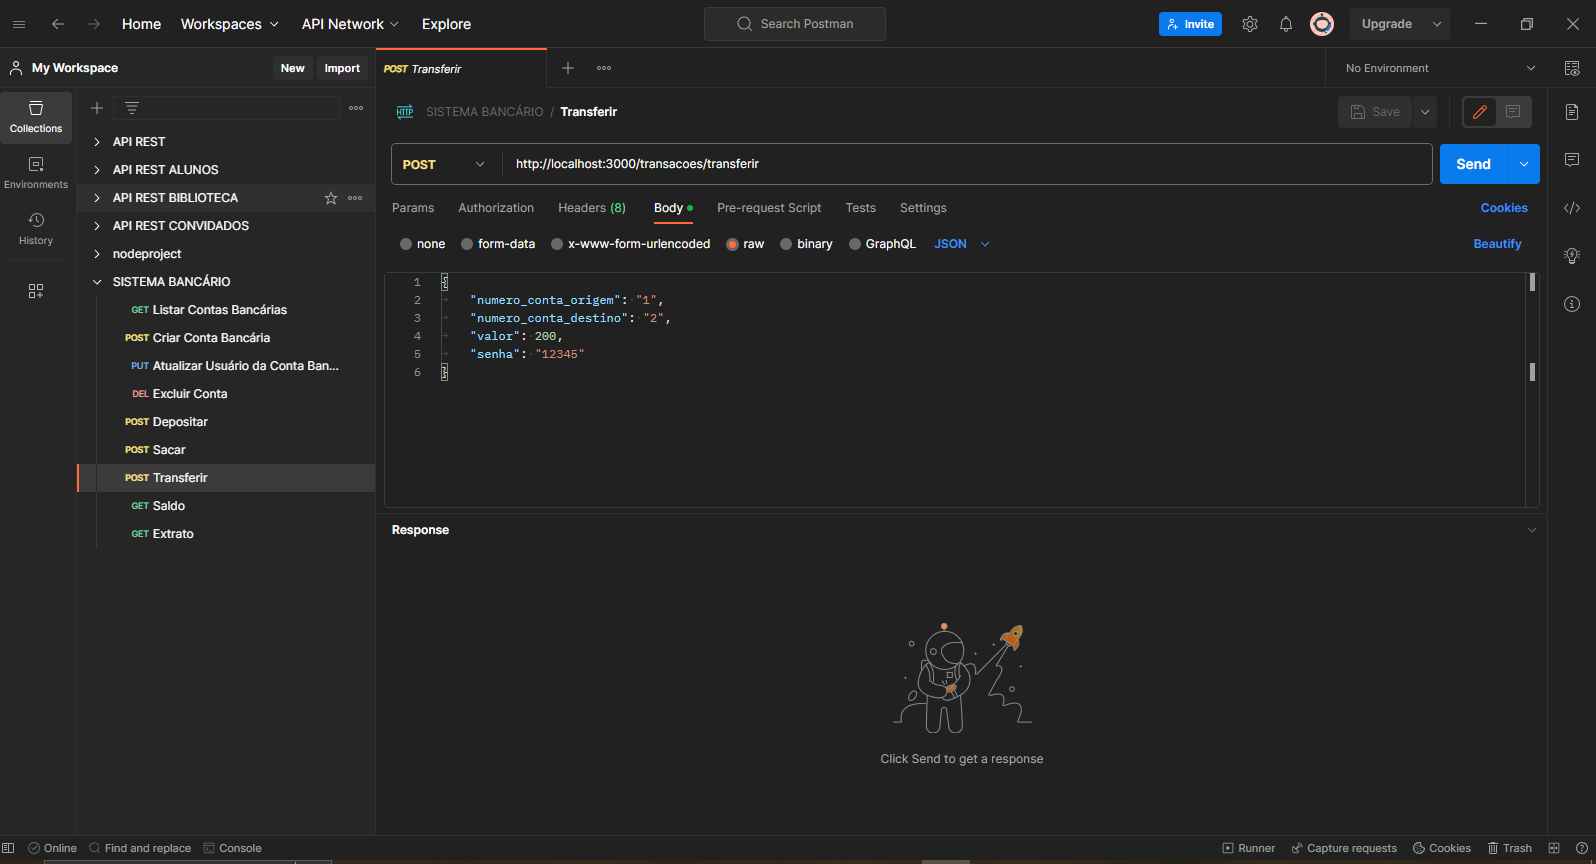 Home Workspaces API Network Explore Search Postman Invite Upgrade
My Workspace New Import POST Transferir No Environment
Collections
Environments
History
API REST
API REST ALUNOS
API REST BIBLIOTECA
API REST CONVIDADOS
nodeproject
SISTEMA BANCÁRIO
GET Listar Contas Bancárias
POST Criar Conta Bancária
PUT Atualizar Usuário da Conta Ban...
DEL Excluir Conta
POST Depositar
POST Sacar
POST Transferir
GET Saldo
GET Extrato
HTTP SISTEMA BANCÁRIO / Transferir Save
POST http://localhost:3000/transacoes/transferir Send
Params Authorization Headers (8) Body Pre-request Script Tests Settings Cookies
none form-data x-www-form-urlencoded raw binary GraphQL JSON Beautify
1 {
2 "numero_conta_origem": "1",
3 "numero_conta_destino": "2",
4 "valor": 200,
5 "senha": "12345"
6 }
Response
Click Send to get a response
Online Find and replace Console Runner Capture requests Cookies Trash